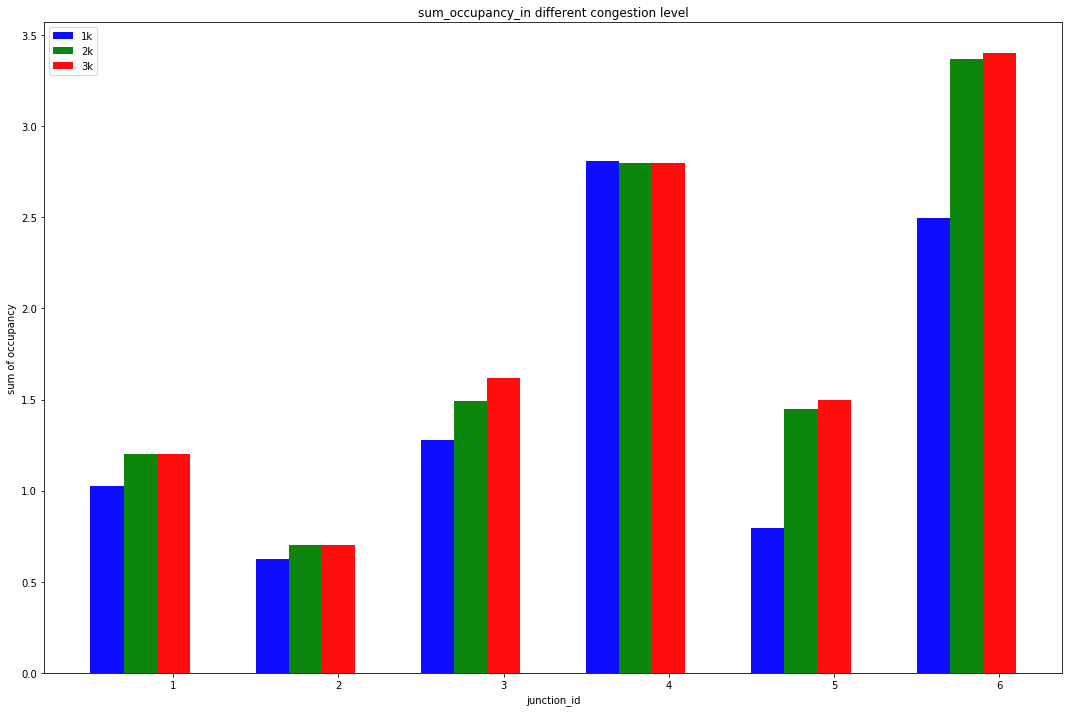 sum_occupancy_in different congestion level
1k
2k
3k
3.5
3.0
2.5
2.0
1.5
1.0
0.5
0.0
sum of occupancy
1 2 3 4 5 6
junction_id